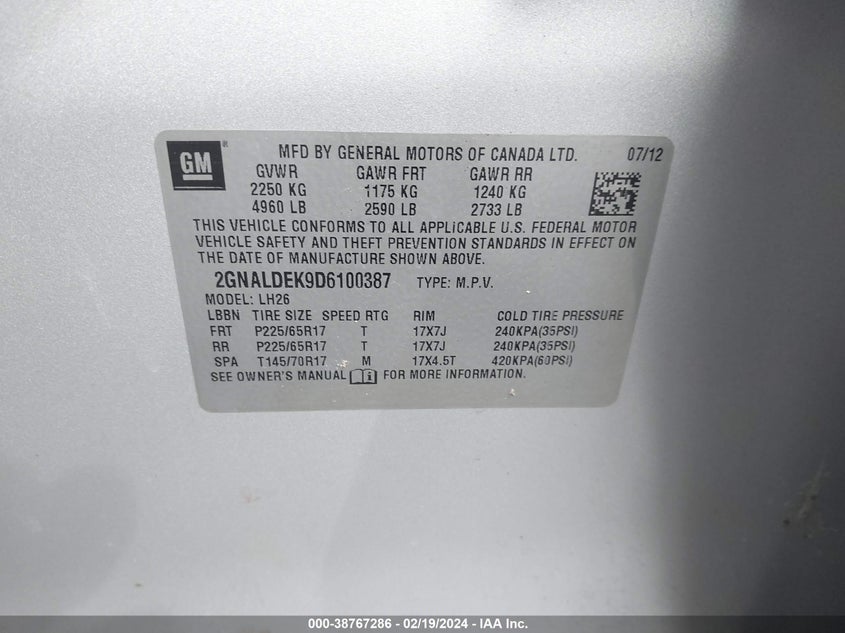 GM ® MFD BY GENERAL MOTORS OF CANADA LTD. 07/12
GVWR GAWR FRT GAWR RR
2250 KG 1175 KG 1240 KG
4960 LB 2590 LB 2733 LB
THIS VEHICLE CONFORMS TO ALL APPLICABLE U.S. FEDERAL MOTOR
VEHICLE SAFETY AND THEFT PREVENTION STANDARDS IN EFFECT ON
THE DATE OF MANUFACTURE SHOWN ABOVE.
2GNALDEK9D6100387 TYPE: M.P.V.
MODEL: LH26
LBBN TIRE SIZE SPEED RTG RIM COLD TIRE PRESSURE
FRT P225/65R17 T 17X7J 240KPA(35PSI)
RR P225/65R17 T 17X7J 240KPA(35PSI)
SPA T145/70R17 M 17X4.5T 420KPA(60PSI)
SEE OWNER'S MANUAL i FOR MORE INFORMATION.
000-38767286 - 02/19/2024 - IAA Inc.